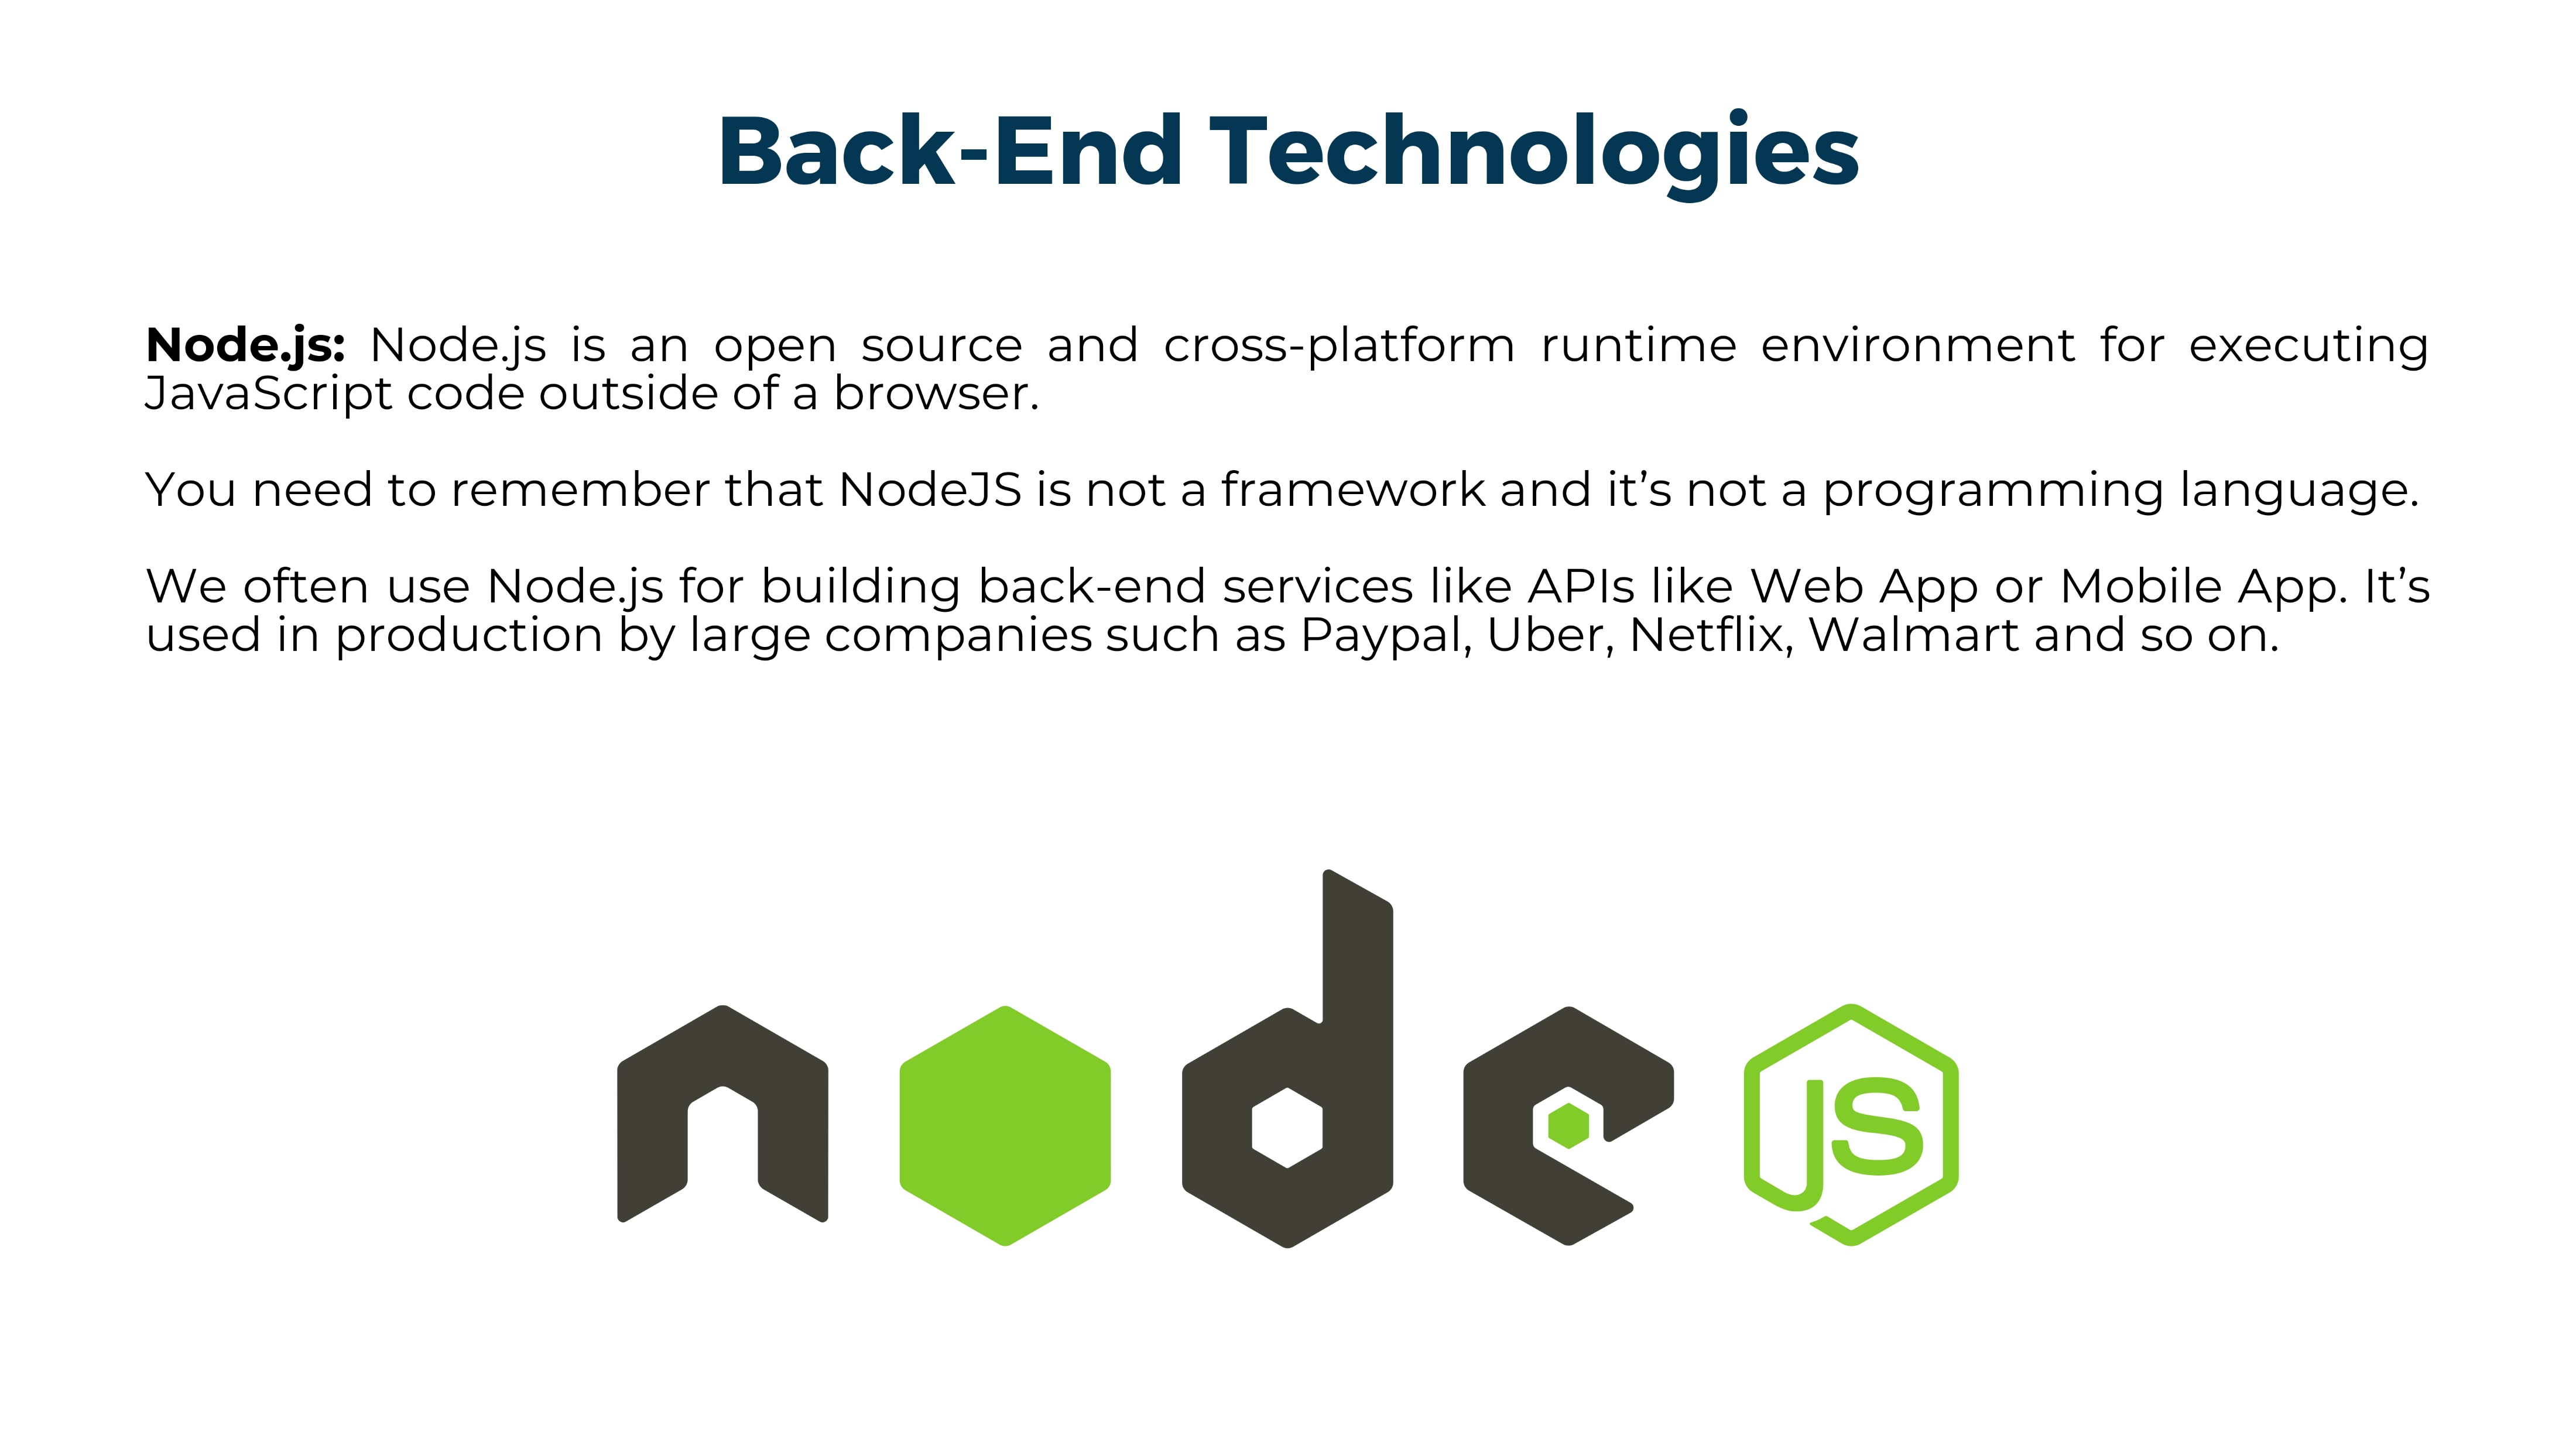 Back-End Technologies
Node.js: Node.js is an open source and cross-platform runtime environment for executing
JavaScript code outside of a browser.
You need to remember that NodeJS is not a framework and it’s not a programming language.
We often use Node.js for building back-end services like APIs like Web App or Mobile App. It’s
used in production by large companies such as Paypal, Uber, Netflix, Walmart and so on.
node JS